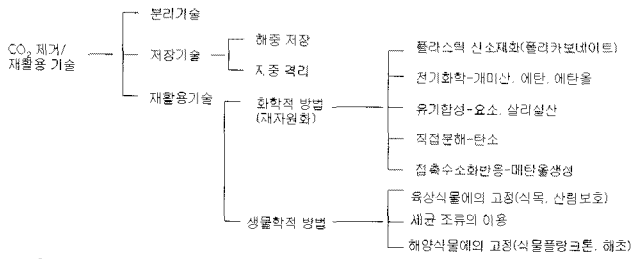 분리기술
CO₂ 제거/
재활용 기술
저장기술
해중 저장
지중 격리
재활용기술
화학적 방법
(재자원화)
플라스틱 신소재화(폴리카보네이트)
전기화학-개미산, 에탄, 에탄올
유기합성-요소, 살리실산
직접분해-탄소
접촉수소화반응-메탄올생성
생물학적 방법
육상식물에의 고정(식목, 산림보호)
세균 조류의 이용
해양식물에의 고정(식물플랑크톤, 해초)